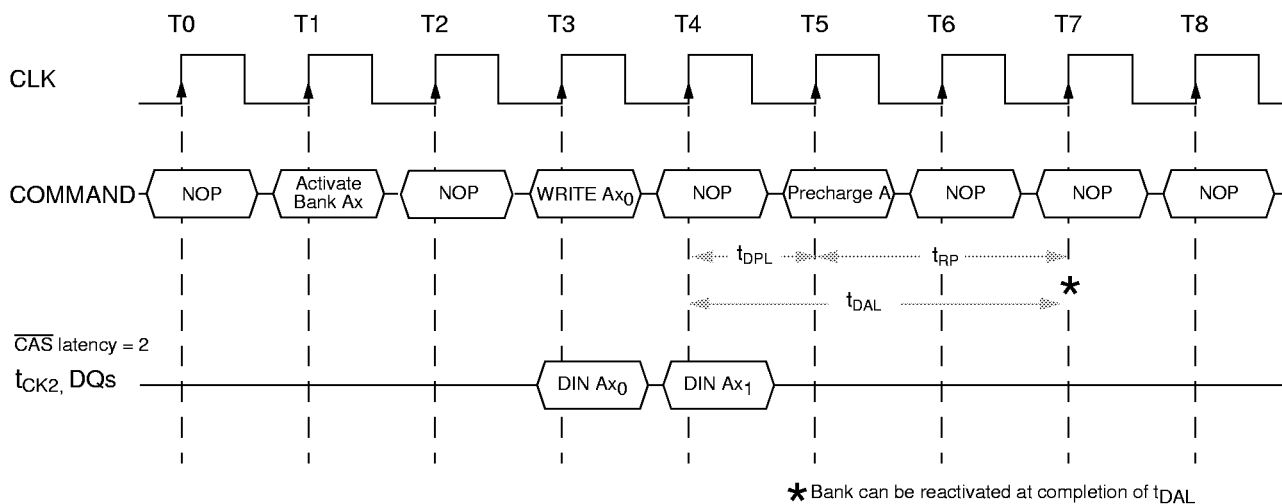 T0 T1 T2 T3 T4 T5 T6 T7 T8
CLK
COMMAND NOP Activate Bank Ax NOP WRITE Ax0 NOP Precharge A NOP NOP NOP
tDPL tRP
*
tDAL
CAS latency = 2
tCK2, DQs DIN Ax0 DIN Ax1
* Bank can be reactivated at completion of tDAL